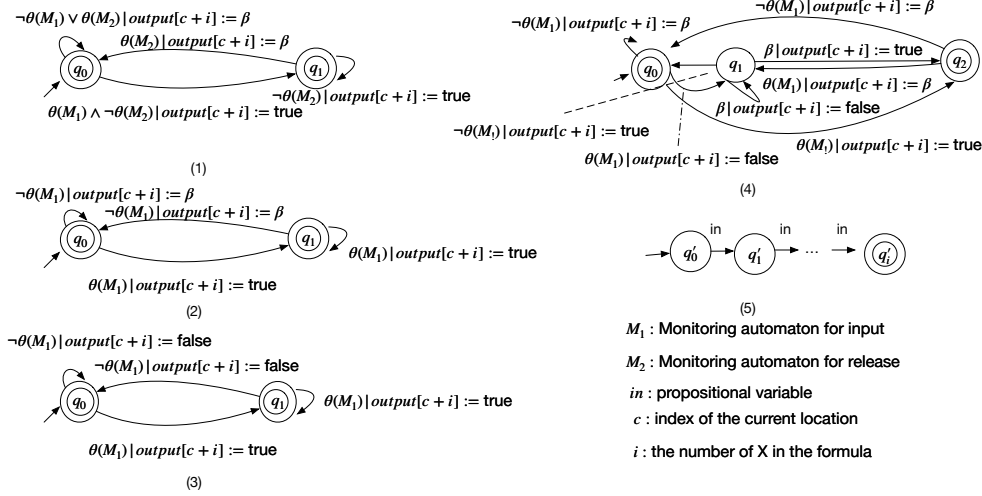 ¬θ(M₁) ∨ θ(M₂)|output[c + i] := β
θ(M₂)|output[c + i] := β
q₀
q₁
¬θ(M₂)|output[c + i] := true
θ(M₁) ∧ ¬θ(M₂)|output[c + i] := true
(1)
¬θ(M₁)|output[c + i] := β
¬θ(M₁)|output[c + i] := β
q₀
q₁
¬θ(M₁)|output[c + i] := true
θ(M₁)|output[c + i] := true
(2)
¬θ(M₁)|output[c + i] := false
¬θ(M₁)|output[c + i] := false
q₀
q₁
θ(M₁)|output[c + i] := true
θ(M₁)|output[c + i] := true
(3)
¬θ(M₁)|output[c + i] := β
¬θ(M₁)|output[c + i] := β
β|output[c + i] := true
q₀
q₁
q₂
θ(M₁)|output[c + i] := β
β|output[c + i] := false
¬θ(M₁)|output[c + i] := true
θ(M₁)|output[c + i] := true
θ(M₁)|output[c + i] := false
(4)
in
in
in
q′₀
q′₁
...
q′ᵢ
(5)
M₁ : Monitoring automaton for input
M₂ : Monitoring automaton for release
in : propositional variable
c : index of the current location
i : the number of X in the formula